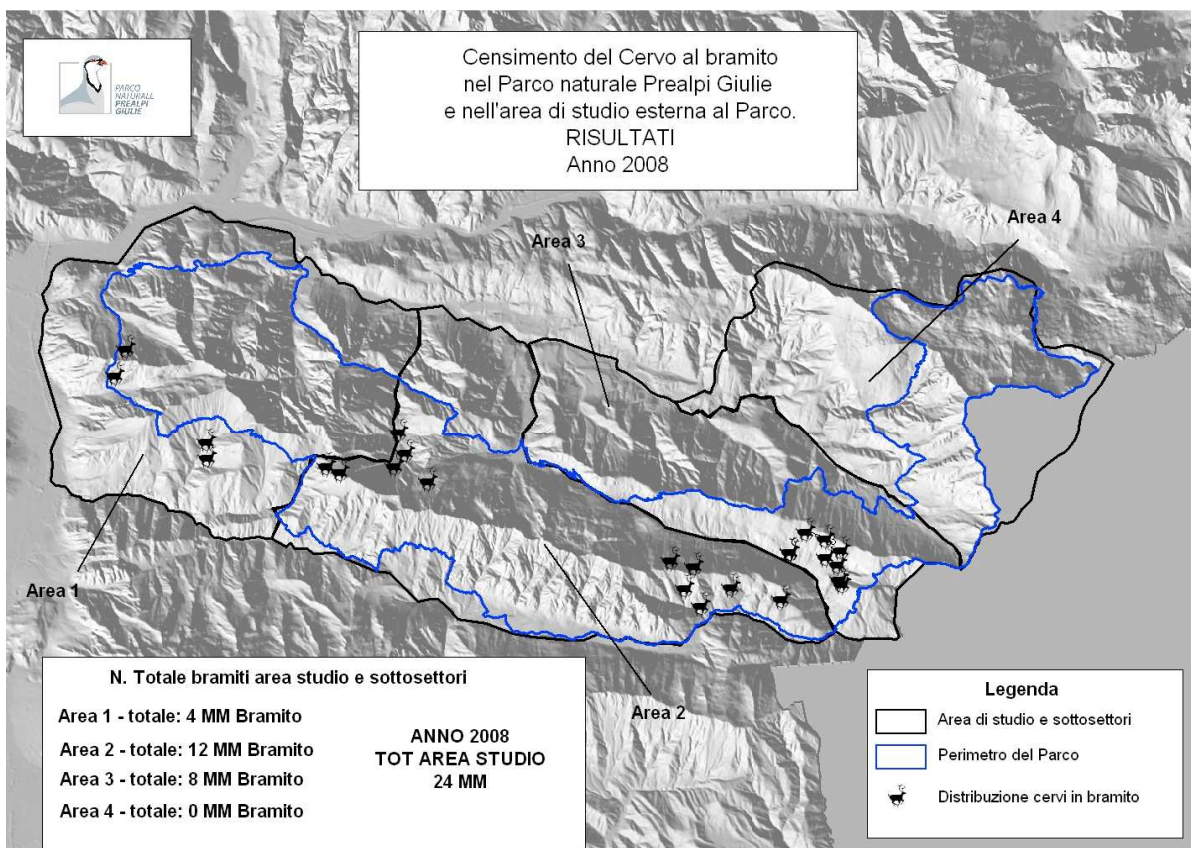 PARCO
NATURALE
PREALPI
GIULIE
Censimento del Cervo al bramito
nel Parco naturale Prealpi Giulie
e nell'area di studio esterna al Parco.
RISULTATI
Anno 2008
Area 4
Area 3
Area 1
Area 2
N. Totale bramiti area studio e sottosettori
Area 1 - totale: 4 MM Bramito
Area 2 - totale: 12 MM Bramito
Area 3 - totale: 8 MM Bramito
Area 4 - totale: 0 MM Bramito
ANNO 2008
TOT AREA STUDIO
24 MM
Legenda
Area di studio e sottosettori
Perimetro del Parco
Distribuzione cervi in bramito